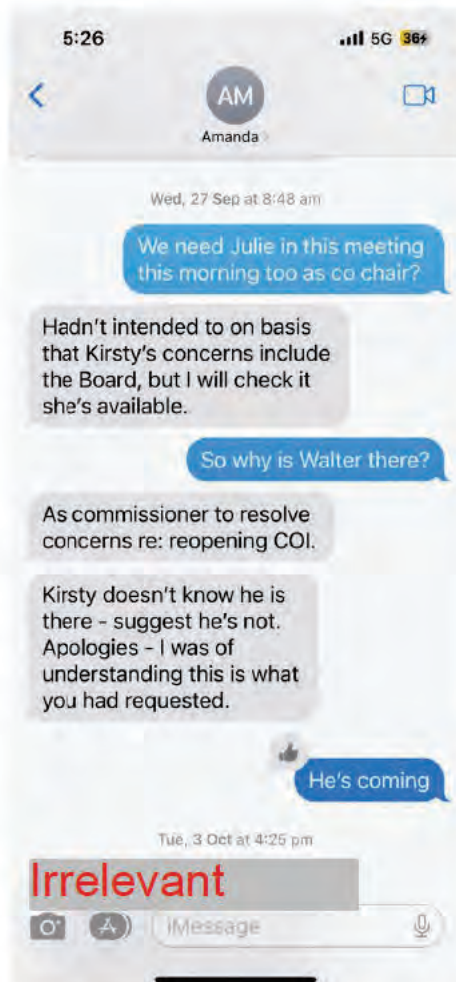 5:26
5G 36
AM
Amanda
Wed, 27 Sep at 8:48 am
We need Julie in this meeting
this morning too as co chair?
Hadn't intended to on basis
that Kirsty's concerns include
the Board, but I will check it
she's available.
So why is Walter there?
As commissioner to resolve
concerns re: reopening COI.
Kirsty doesn't know he is
there - suggest he's not.
Apologies - I was of
understanding this is what
you had requested.
He's coming
Tue, 3 Oct at 4:25 pm
Irrelevant
iMessage